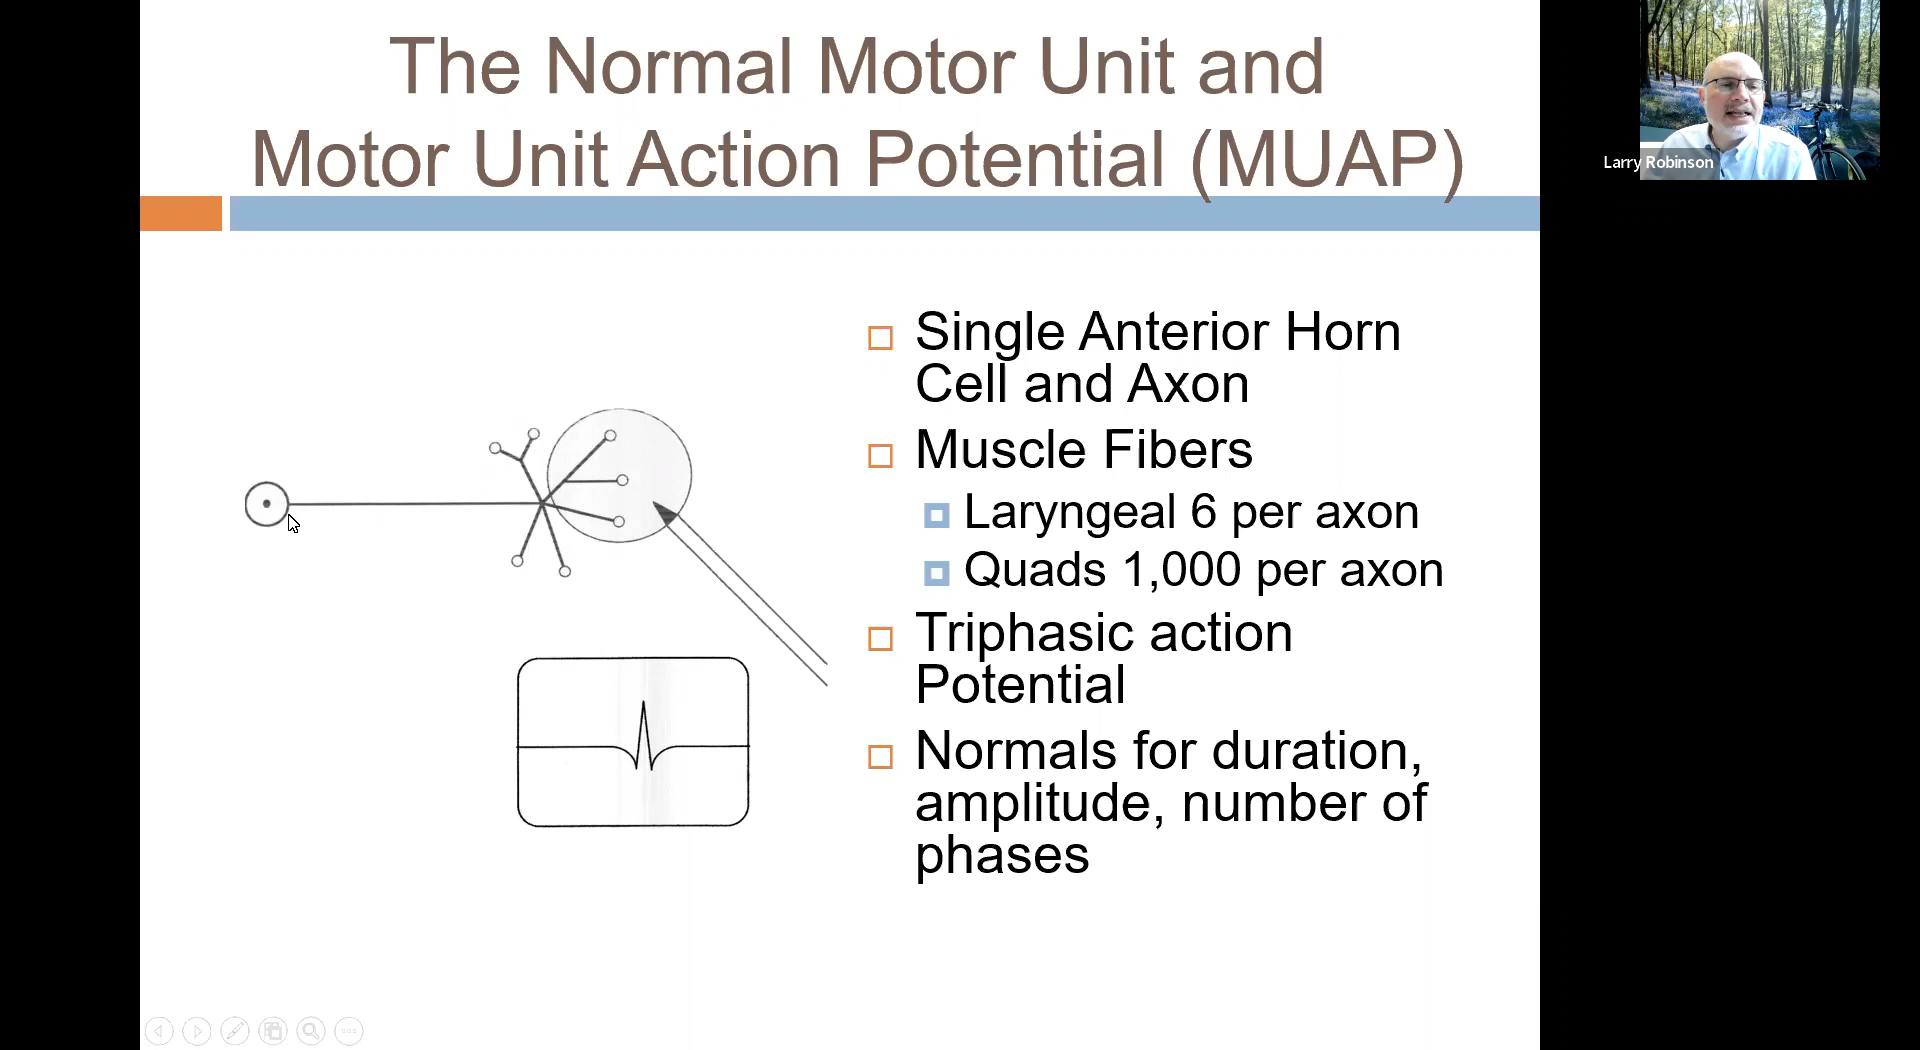 The Normal Motor Unit and
Motor Unit Action Potential (MUAP)
Larry Robinson
Single Anterior Horn
Cell and Axon
Muscle Fibers
Laryngeal 6 per axon
Quads 1,000 per axon
Triphasic action
Potential
Normals for duration,
amplitude, number of
phases